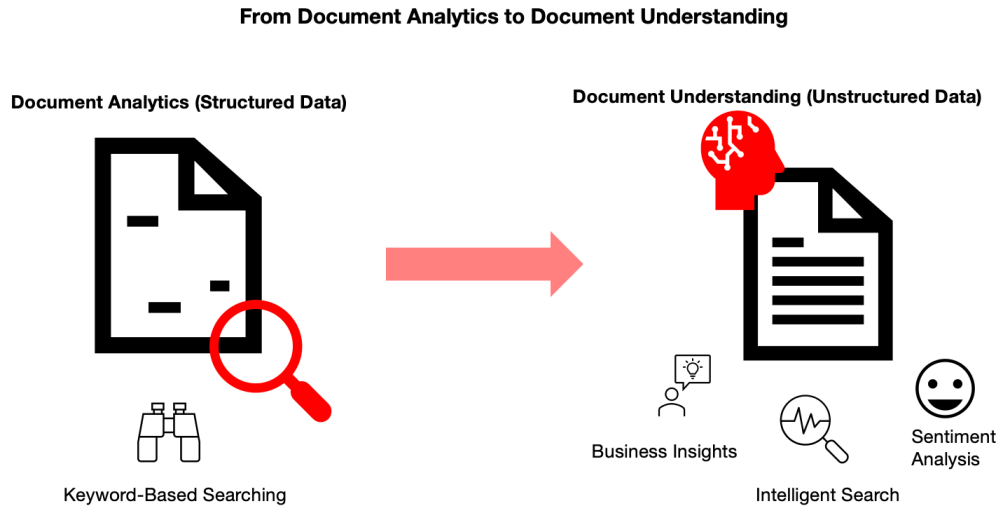 From Document Analytics to Document Understanding
Document Analytics (Structured Data)
Document Understanding (Unstructured Data)
Business Insights
Sentiment
Analysis
Keyword-Based Searching
Intelligent Search